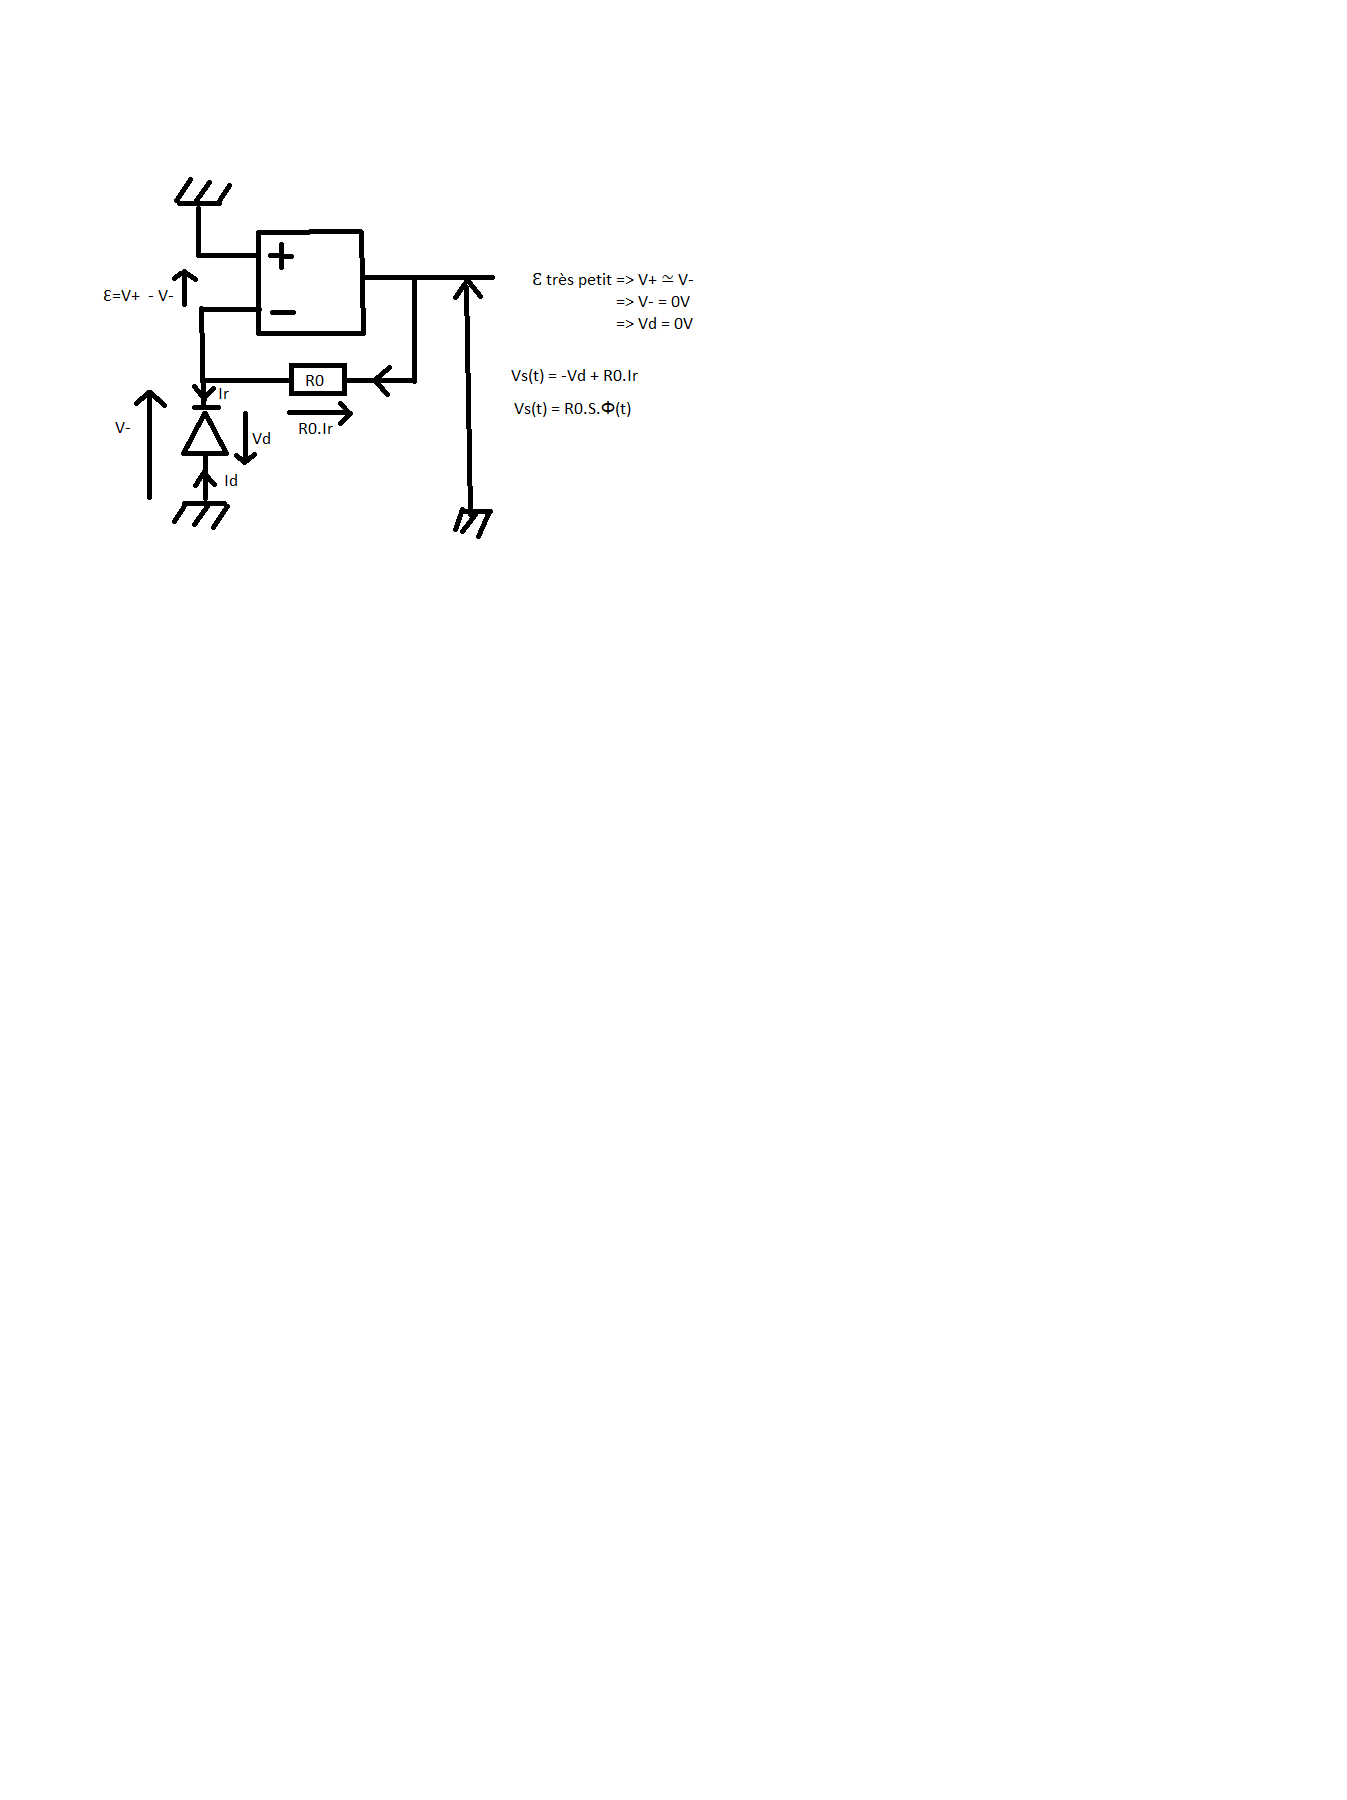 +
Ɛ=V+ - V-
−
Ɛ très petit => V+ ≃ V-
=> V- = 0V
=> Vd = 0V
R0
Ir
R0.Ir
V-
Vd
Id
Vs(t) = -Vd + R0.Ir
Vs(t) = R0.S.Φ(t)